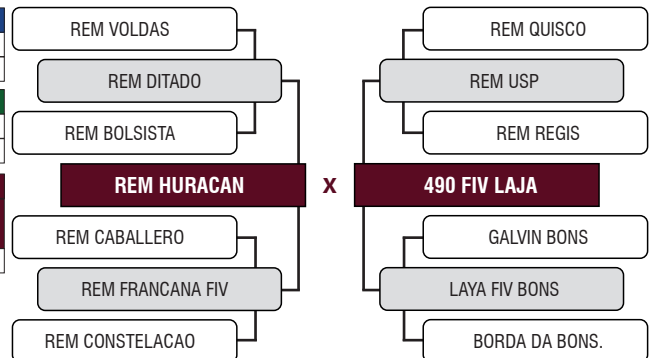 REM VOLDAS
REM DITADO
REM BOLSISTA
REM HURACAN
REM CABALLERO
REM FRANCANA FIV
REM CONSTELACAO
X
REM QUISCO
REM USP
REM REGIS
490 FIV LAJA
GALVIN BONS
LAYA FIV BONS
BORDA DA BONS.